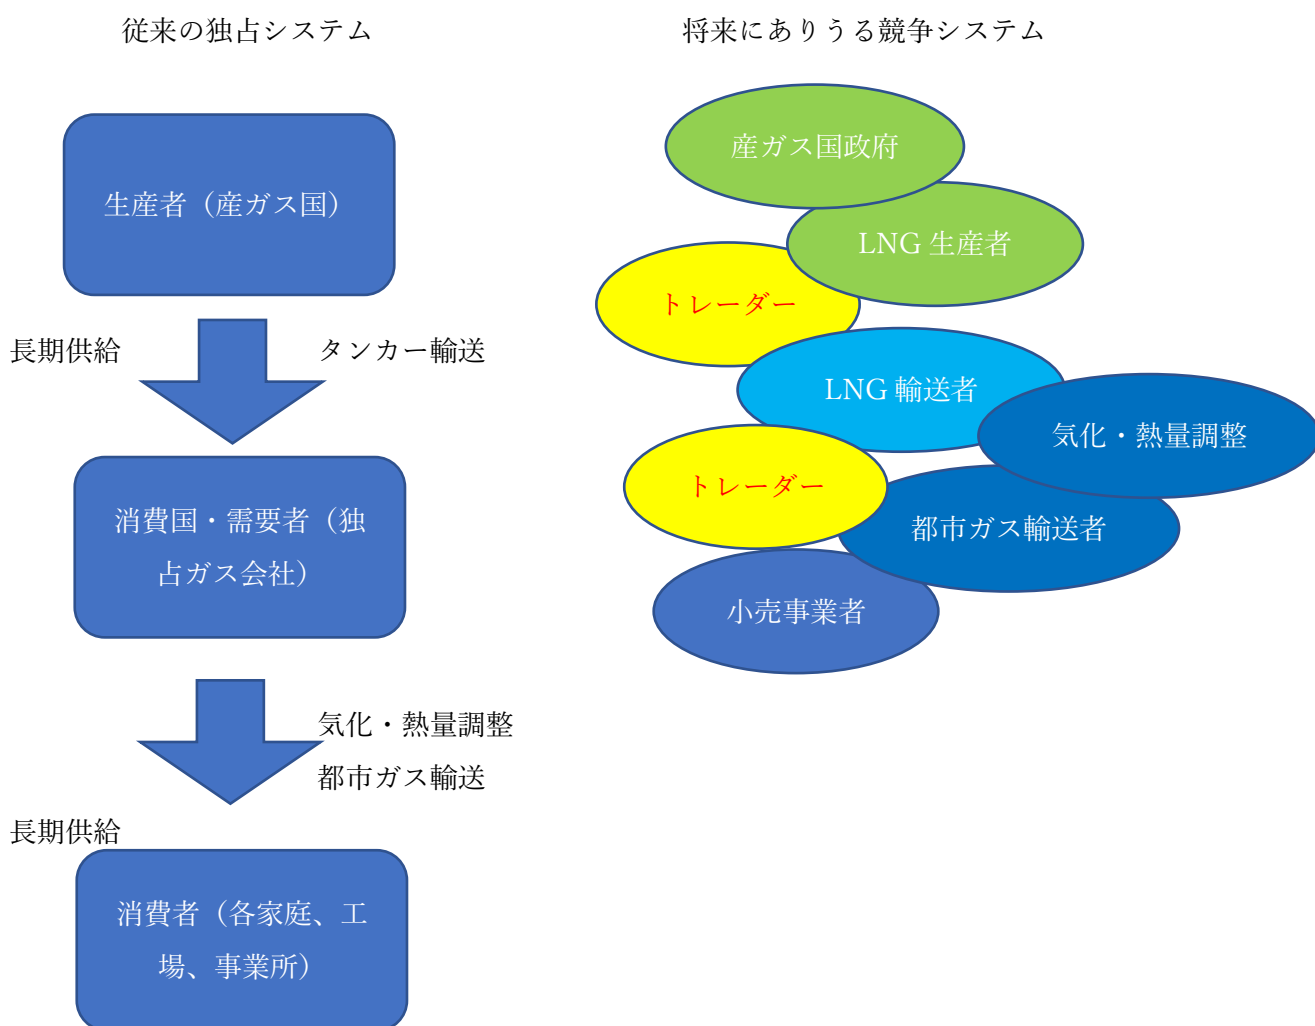 従来の独占システム
生産者（産ガス国）
長期供給
タンカー輸送
消費国・需要者（独
占ガス会社）
気化・熱量調整
都市ガス輸送
長期供給
消費者（各家庭、工
場、事業所）
将来にありうる競争システム
産ガス国政府
LNG 生産者
トレーダー
LNG 輸送者
気化・熱量調整
トレーダー
都市ガス輸送者
小売事業者